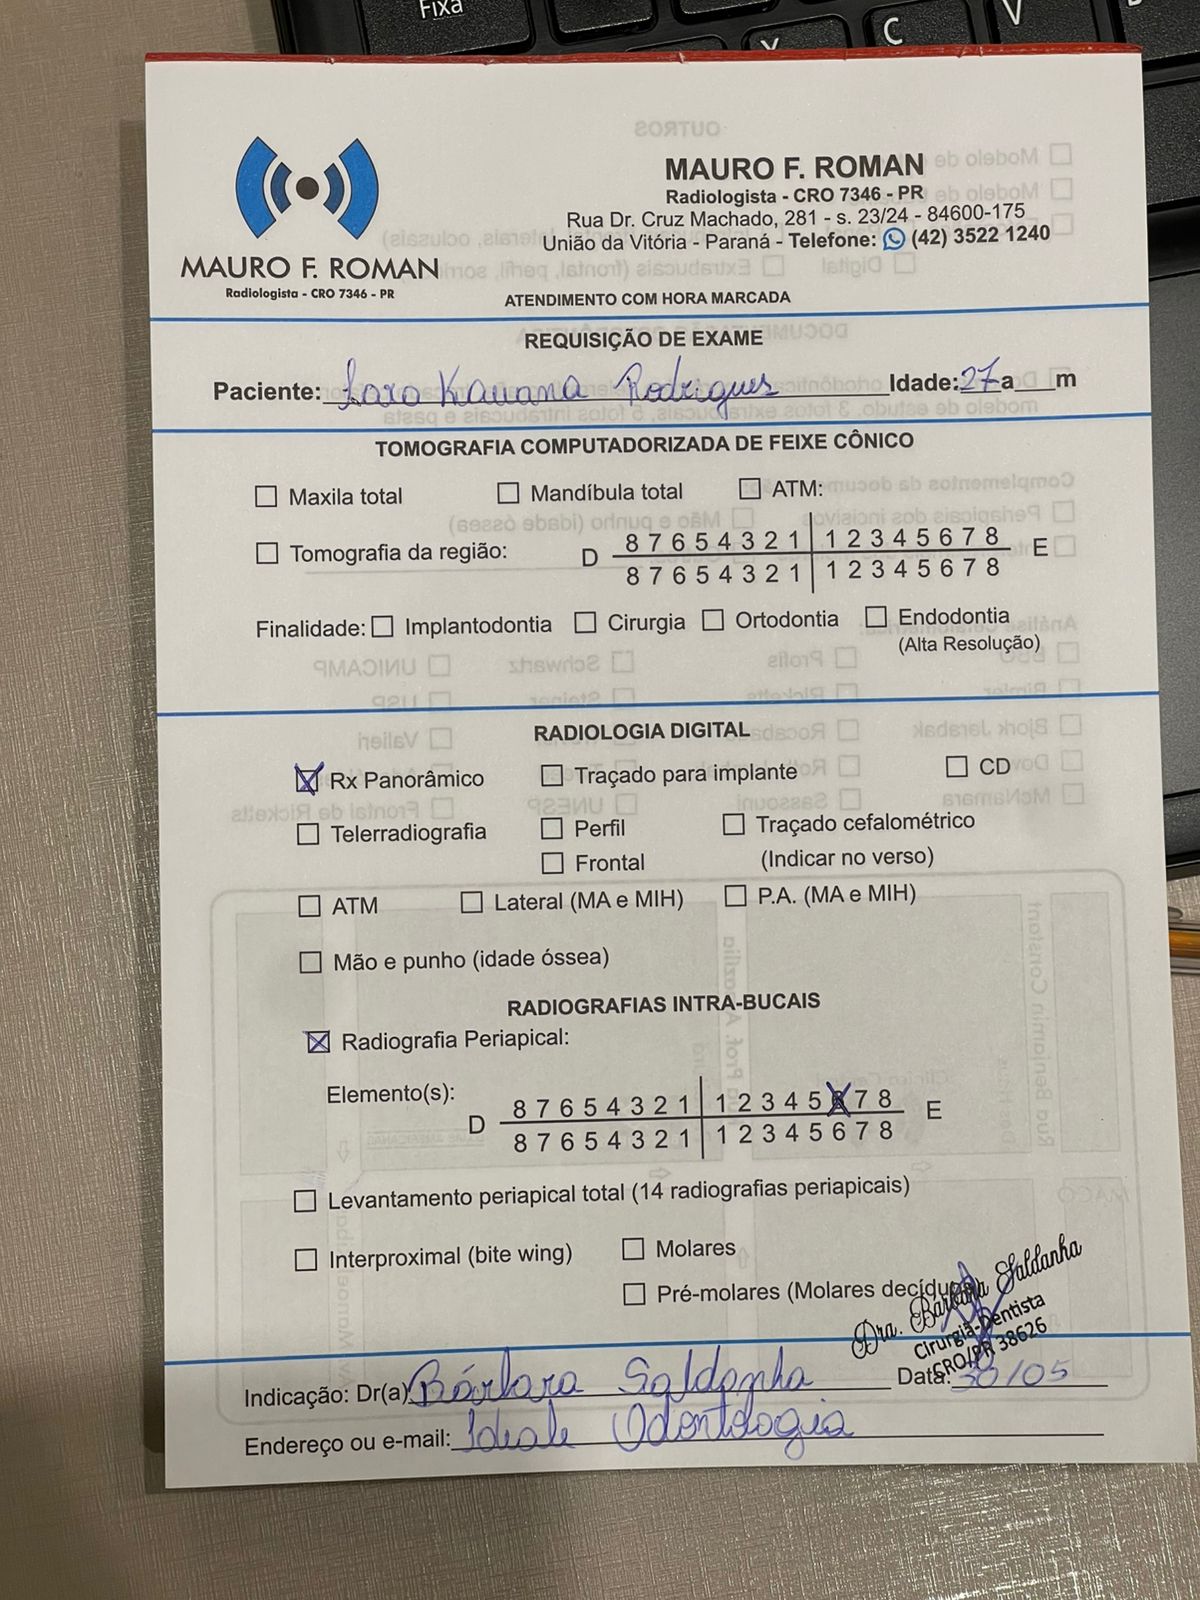 Fixa
C
V
MAURO F. ROMAN
Radiologista - CRO 7346 - PR
MAURO F. ROMAN
Radiologista - CRO 7346 - PR
Rua Dr. Cruz Machado, 281 - s. 23/24 - 84600-175
União da Vitória - Paraná - Telefone: (42) 3522 1240
ATENDIMENTO COM HORA MARCADA
REQUISIÇÃO DE EXAME
Paciente: Lara Kauana Rodrigues Idade: 27 a m
TOMOGRAFIA COMPUTADORIZADA DE FEIXE CÔNICO
Maxila total Mandíbula total ATM:
Tomografia da região: D 8 7 6 5 4 3 2 1 1 2 3 4 5 6 7 8 E
8 7 6 5 4 3 2 1 1 2 3 4 5 6 7 8
Finalidade: Implantodontia Cirurgia Ortodontia Endodontia
(Alta Resolução)
RADIOLOGIA DIGITAL
Rx Panorâmico Traçado para implante CD
Telerradiografia Perfil Traçado cefalométrico
Frontal (Indicar no verso)
ATM Lateral (MA e MIH) P.A. (MA e MIH)
Mão e punho (idade óssea)
RADIOGRAFIAS INTRA-BUCAIS
Radiografia Periapical:
Elemento(s): D 8 7 6 5 4 3 2 1 1 2 3 4 5 6 7 8 E
8 7 6 5 4 3 2 1 1 2 3 4 5 6 7 8
Levantamento periapical total (14 radiografias periapicais)
Interproximal (bite wing) Molares
Pré-molares (Molares decíduos
Dra. Bárbara Saldanha
Cirurgiã-Dentista
CRO/PR 38626
Indicação: Dr(a) Bárbara Saldanha Data: 30/05
Endereço ou e-mail: Ideale Odontologia